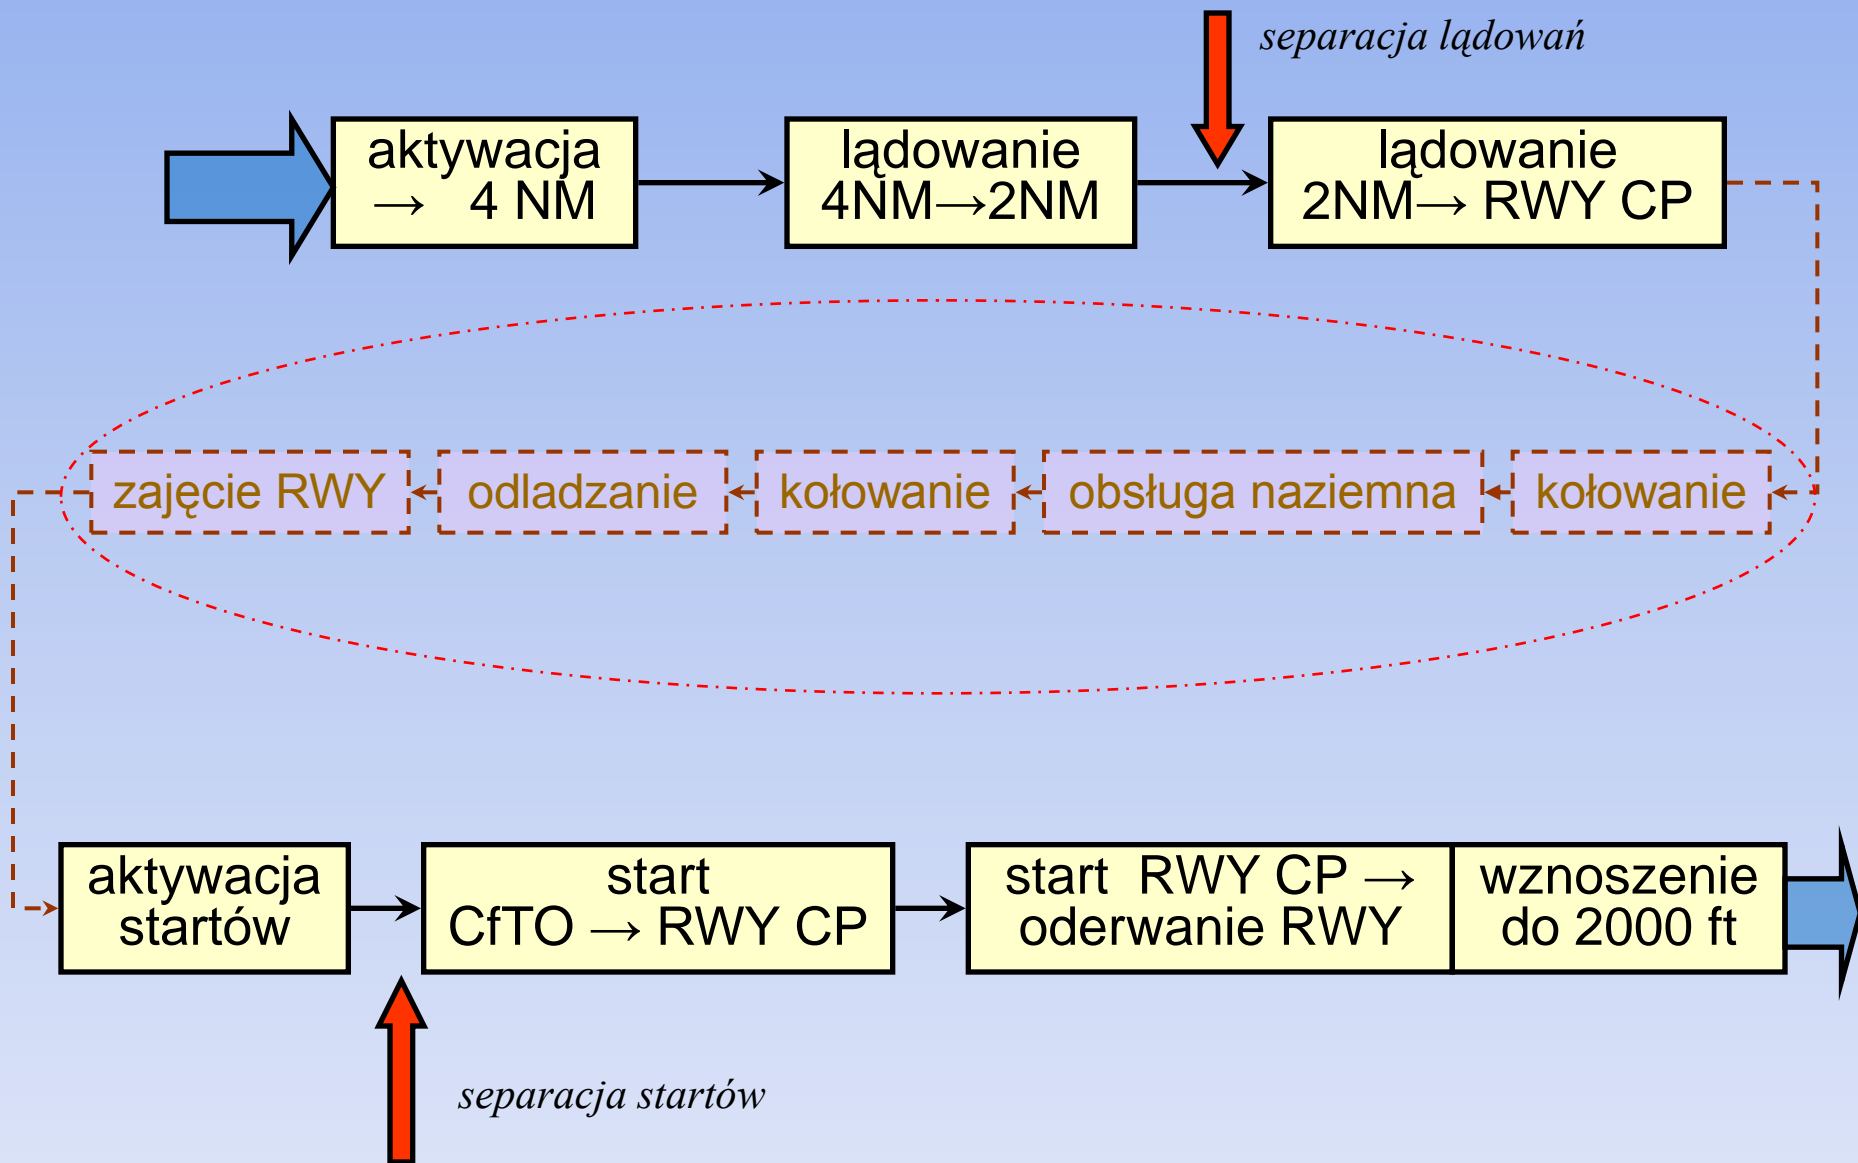 separacja lądowań
aktywacja
→ 4 NM
lądowanie
4NM→2NM
lądowanie
2NM→ RWY CP
zajęcie RWY
odladzanie
kołowanie
obsługa naziemna
kołowanie
aktywacja
startów
start
CfTO → RWY CP
start RWY CP →
oderwanie RWY
wznoszenie
do 2000 ft
separacja startów